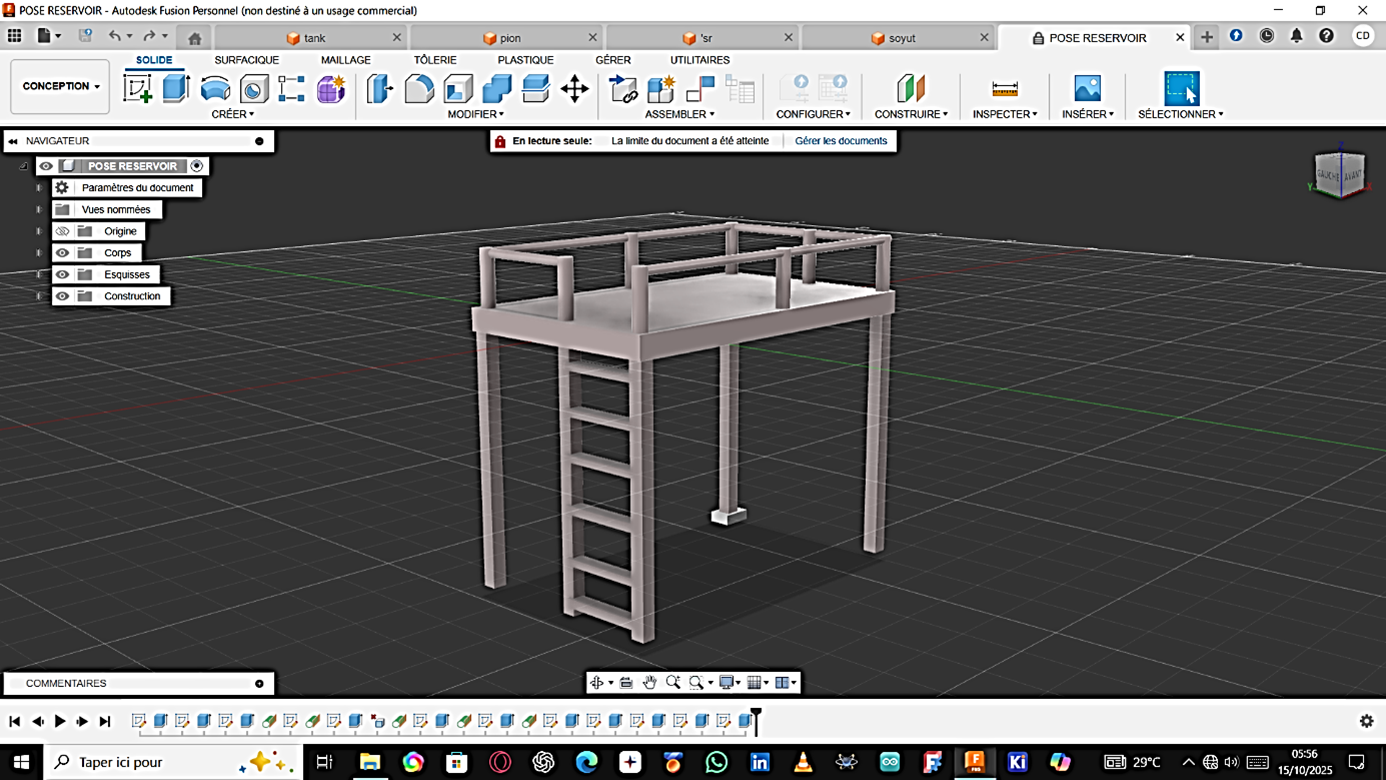 POSE RESERVOIR - Autodesk Fusion Personnel (non destiné à un usage commercial)
tank
pion
'sr
soyut
POSE RESERVOIR
CD
CONCEPTION
SOLIDE
SURFACIQUE
MAILLAGE
TÔLERIE
PLASTIQUE
GÉRER
UTILITAIRES
CRÉER
MODIFIER
ASSEMBLER
CONFIGURER
CONSTRUIRE
INSPECTER
INSÉRER
SÉLECTIONNER
NAVIGATEUR
En lecture seule: La limite du document a été atteinte Gérer les documents
POSE RESERVOIR
Paramètres du document
Vues nommées
Origine
Corps
Esquisses
Construction
Z
GAUCHE
AVANT
Y
X
COMMENTAIRES
Taper ici pour
29°C
05:56
15/10/2025